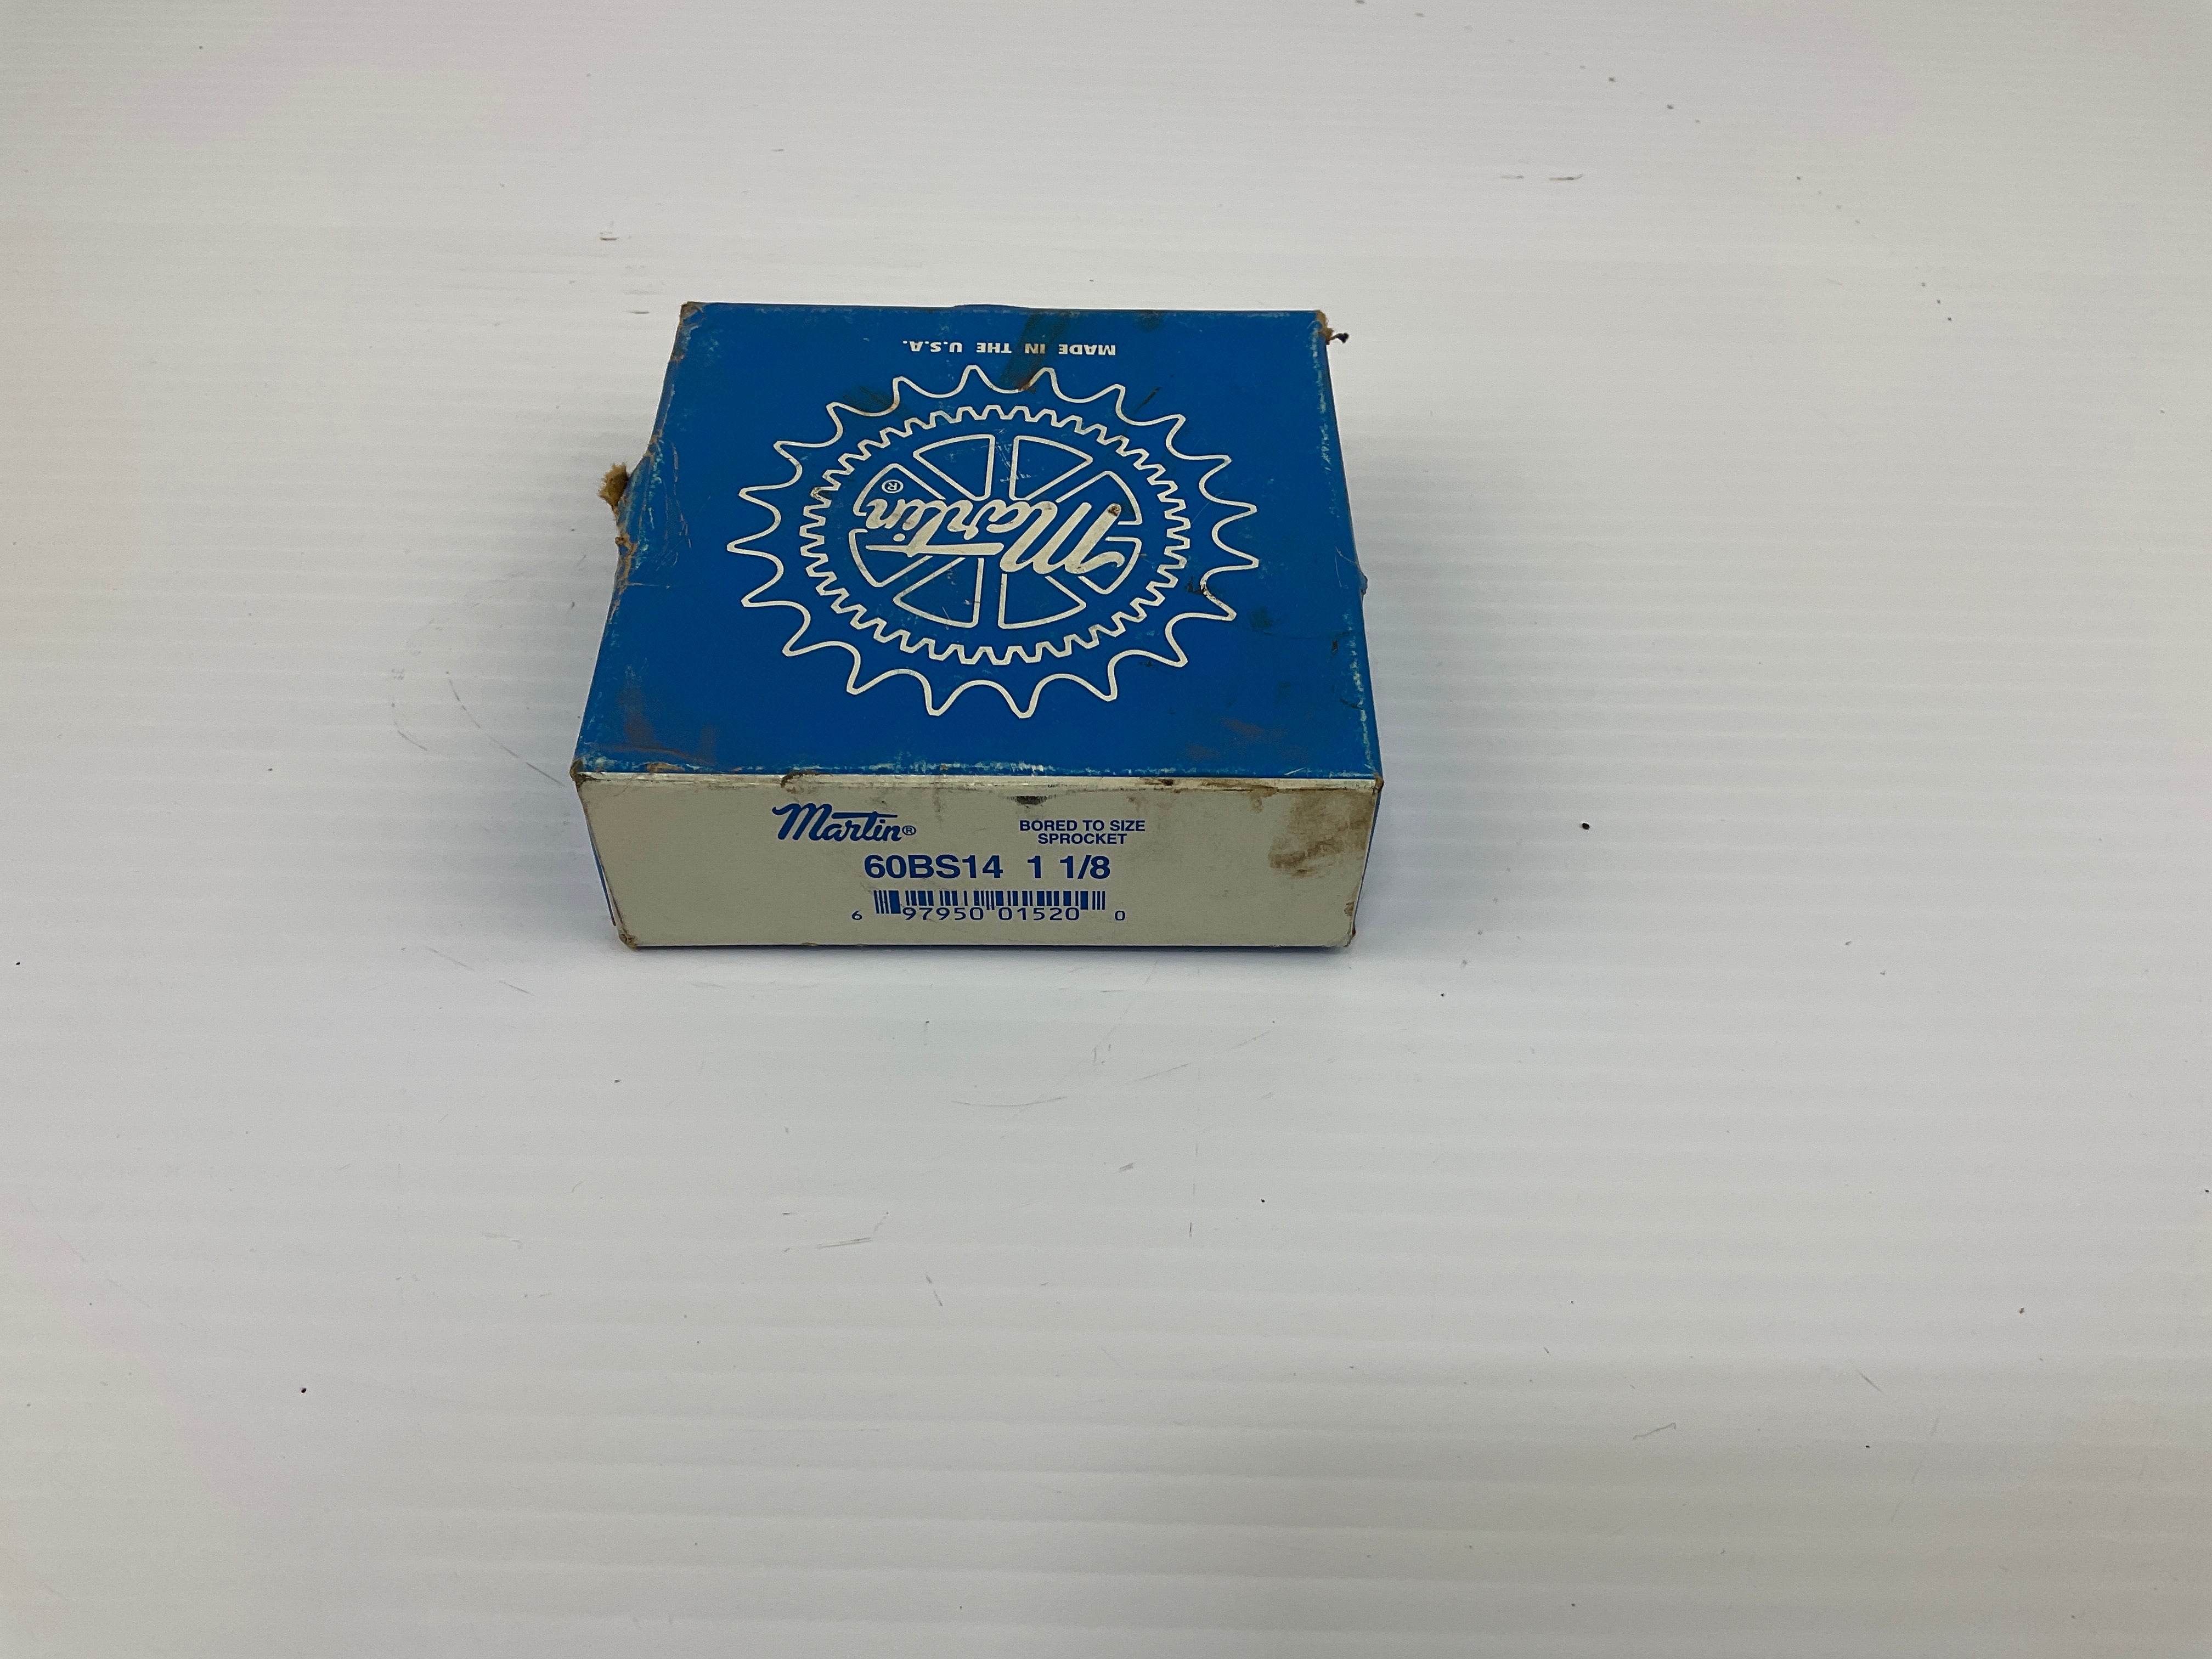 MADE IN THE U.S.A.
Martin®
Martin®
BORED TO SIZE
SPROCKET
60BS14 1 1/8
6 97950 01520 0